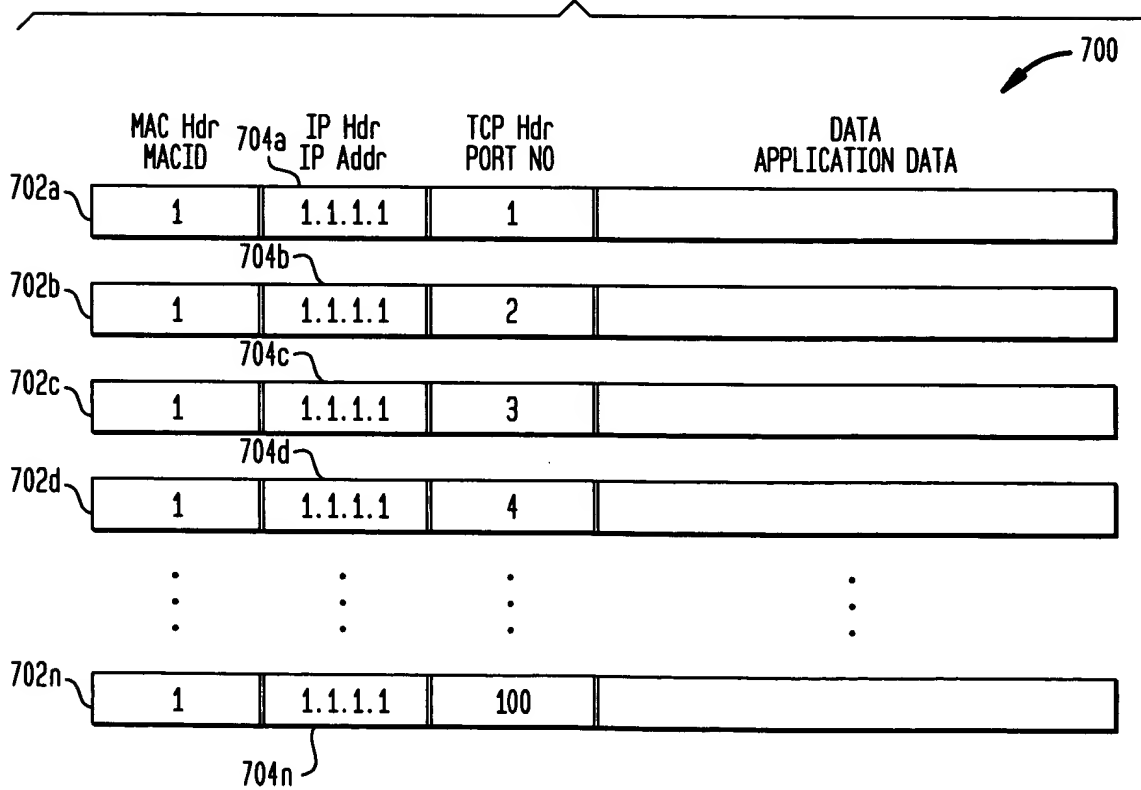 700
MAC Hdr
MACID
704a
IP Hdr
IP Addr
TCP Hdr
PORT NO
DATA
APPLICATION DATA
702a
1 1.1.1.1 1
704b
702b
1 1.1.1.1 2
704c
702c
1 1.1.1.1 3
704d
702d
1 1.1.1.1 4
702n
1 1.1.1.1 100
704n